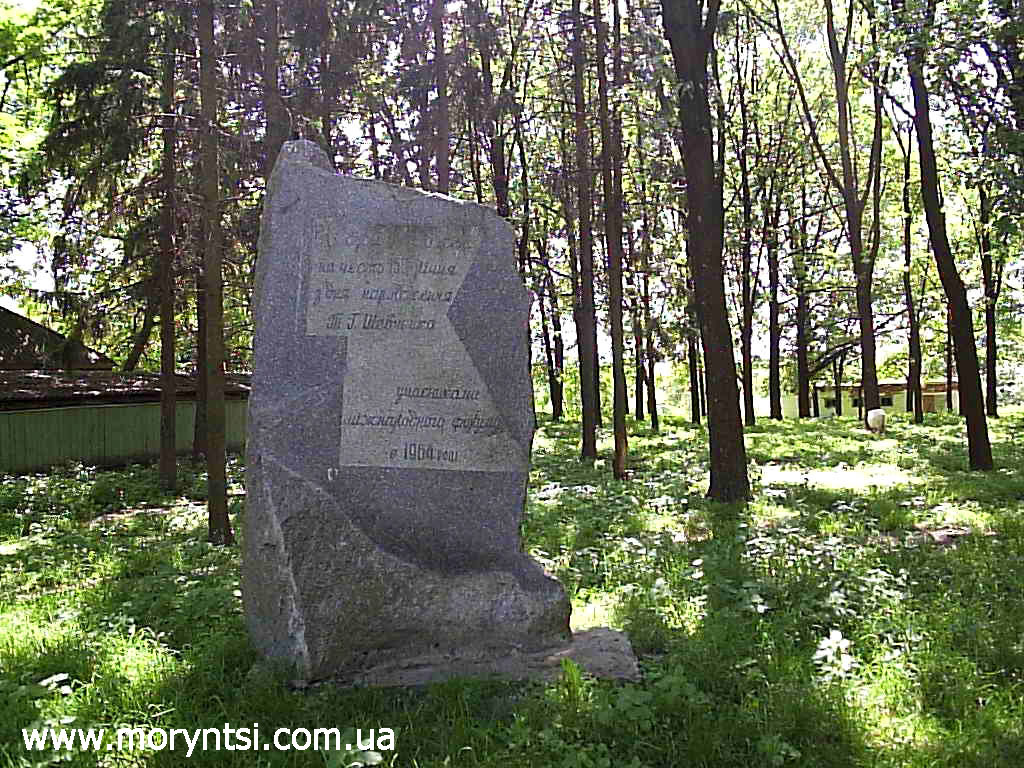 на честь 150 річчя
з дня народження
Т. Г. Шевченка
учасниками
міжнародного форуму
в 1964 році
www.moryntsi.com.ua